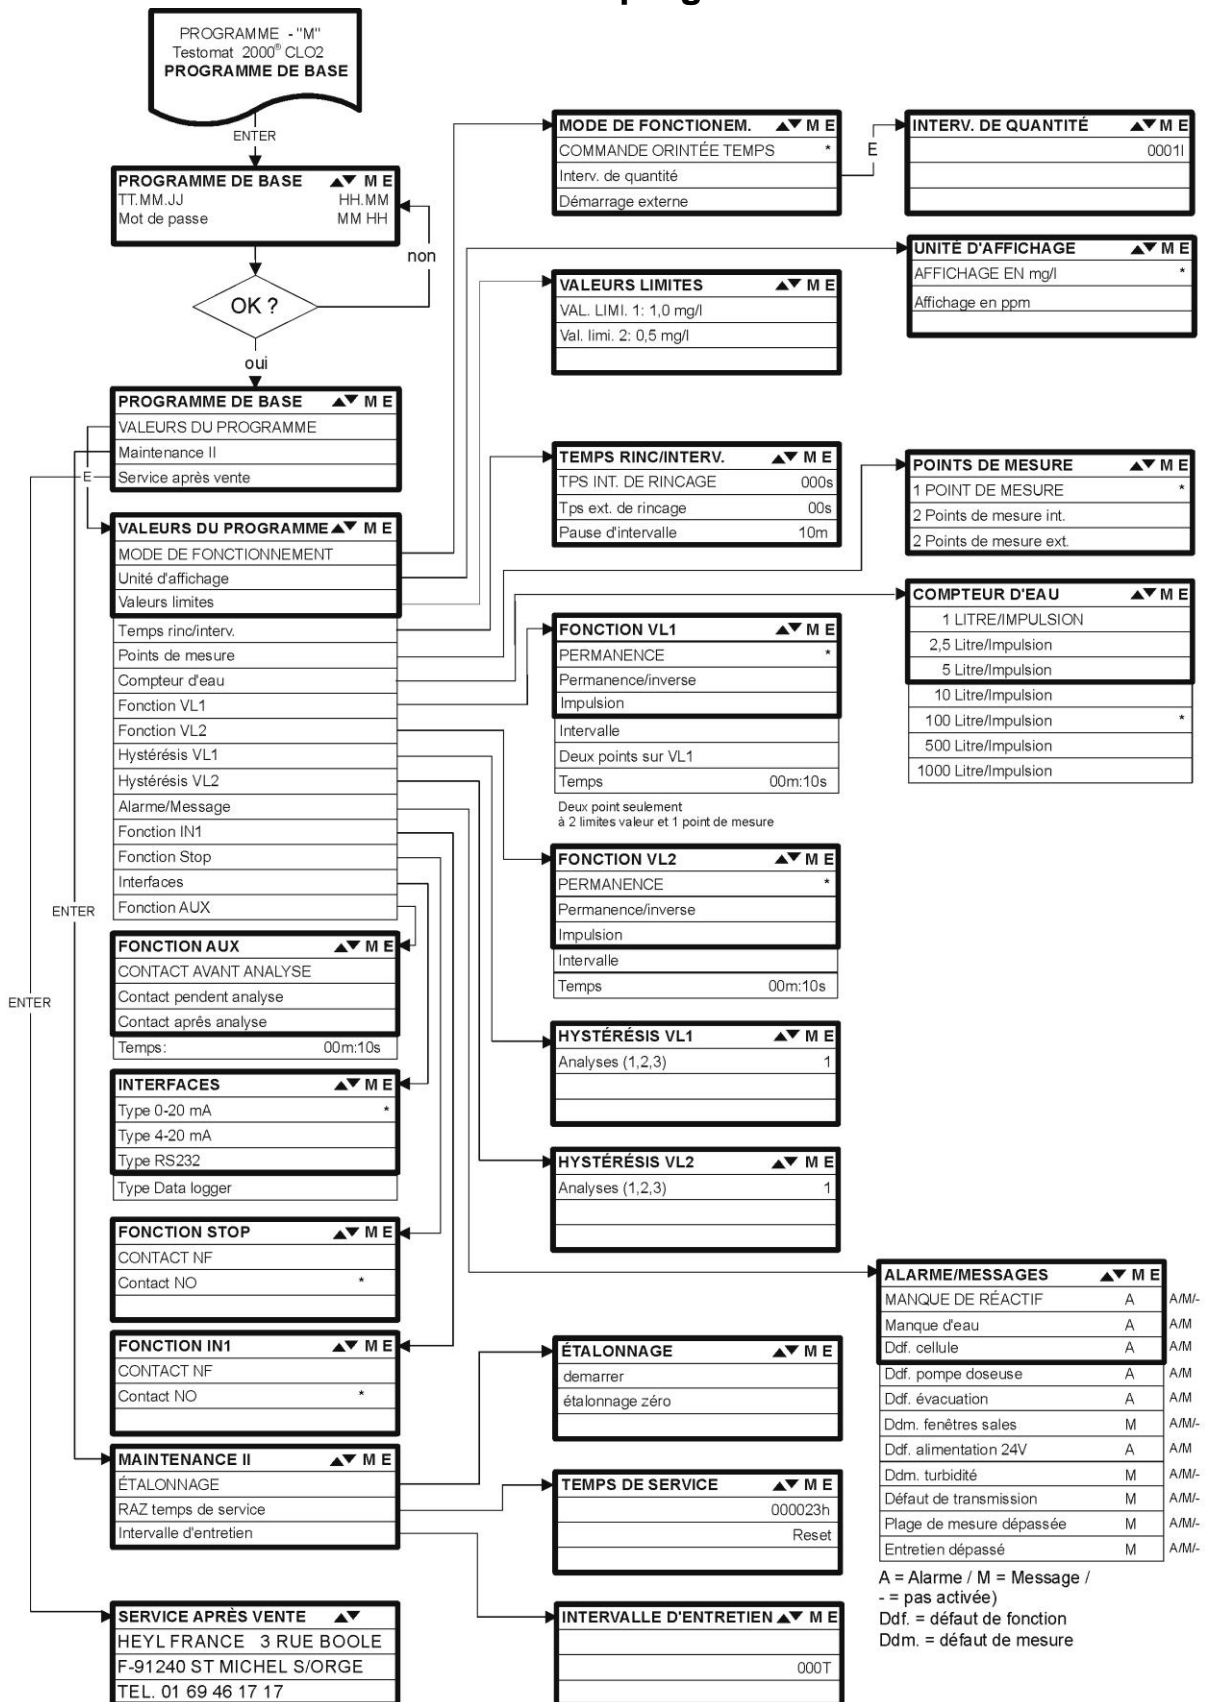 PROGRAMME - "M"
Testomat 2000® CLO2
PROGRAMME DE BASE
ENTER
PROGRAMME DE BASE ▲▼ M E
TT.MM.JJ HH.MM
Mot de passe MM HH
non
OK ?
oui
PROGRAMME DE BASE ▲▼ M E
VALEURS DU PROGRAMME
Maintenance II
Service après vente
E
VALEURS DU PROGRAMME ▲▼ M E
MODE DE FONCTIONNEMENT
Unité d'affichage
Valeurs limites
Temps rinc/interv.
Points de mesure
Compteur d'eau
Fonction VL1
Fonction VL2
Hystérésis VL1
Hystérésis VL2
Alarme/Message
Fonction IN1
Fonction Stop
Interfaces
Fonction AUX
ENTER
ENTER
FONCTION AUX ▲▼ M E
CONTACT AVANT ANALYSE
Contact pendent analyse
Contact aprês analyse
Temps: 00m:10s
INTERFACES ▲▼ M E
Type 0-20 mA *
Type 4-20 mA
Type RS232
Type Data logger
FONCTION STOP ▲▼ M E
CONTACT NF
Contact NO *
FONCTION IN1 ▲▼ M E
CONTACT NF
Contact NO *
MAINTENANCE II ▲▼ M E
ÉTALONNAGE
RAZ temps de service
Intervalle d'entretien
SERVICE APRÈS VENTE ▲▼
HEYL FRANCE 3 RUE BOOLE
F-91240 ST MICHEL S/ORGE
TEL. 01 69 46 17 17
MODE DE FONCTIONEM. ▲▼ M E
COMMANDE ORINTÉE TEMPS *
Interv. de quantité
Démarrage externe
E
INTERV. DE QUANTITÉ ▲▼ M E
0001l
UNITÉ D'AFFICHAGE ▲▼ M E
AFFICHAGE EN mg/l *
Affichage en ppm
VALEURS LIMITES ▲▼ M E
VAL. LIMI. 1: 1,0 mg/l
Val. limi. 2: 0,5 mg/l
TEMPS RINC/INTERV. ▲▼ M E
TPS INT. DE RINCAGE 000s
Tps ext. de rincage 00s
Pause d'intervalle 10m
POINTS DE MESURE ▲▼ M E
1 POINT DE MESURE *
2 Points de mesure int.
2 Points de mesure ext.
COMPTEUR D'EAU ▲▼ M E
1 LITRE/IMPULSION
2,5 Litre/Impulsion
5 Litre/Impulsion
10 Litre/Impulsion
100 Litre/Impulsion *
500 Litre/Impulsion
1000 Litre/Impulsion
FONCTION VL1 ▲▼ M E
PERMANENCE *
Permanence/inverse
Impulsion
Intervalle
Deux points sur VL1
Temps 00m:10s
Deux point seulement
à 2 limites valeur et 1 point de mesure
FONCTION VL2 ▲▼ M E
PERMANENCE *
Permanence/inverse
Impulsion
Intervalle
Temps 00m:10s
HYSTÉRÉSIS VL1 ▲▼ M E
Analyses (1,2,3) 1
HYSTÉRÉSIS VL2 ▲▼ M E
Analyses (1,2,3) 1
ALARME/MESSAGES ▲▼ M E
MANQUE DE RÉACTIF A A/M/-
Manque d'eau A A/M
Ddf. cellule A A/M
Ddf. pompe doseuse A A/M
Ddf. évacuation A A/M
Ddm. fenêtres sales M A/M/-
Ddf. alimentation 24V A A/M
Ddm. turbidité M A/M/-
Défaut de transmission M A/M/-
Plage de mesure dépassée M A/M/-
Entretien dépassé M A/M/-
A = Alarme / M = Message /
- = pas activée)
Ddf. = défaut de fonction
Ddm. = défaut de mesure
ÉTALONNAGE ▲▼ M E
demarrer
étalonnage zéro
TEMPS DE SERVICE ▲▼ M E
000023h
Reset
INTERVALLE D'ENTRETIEN ▲▼ M E
000T